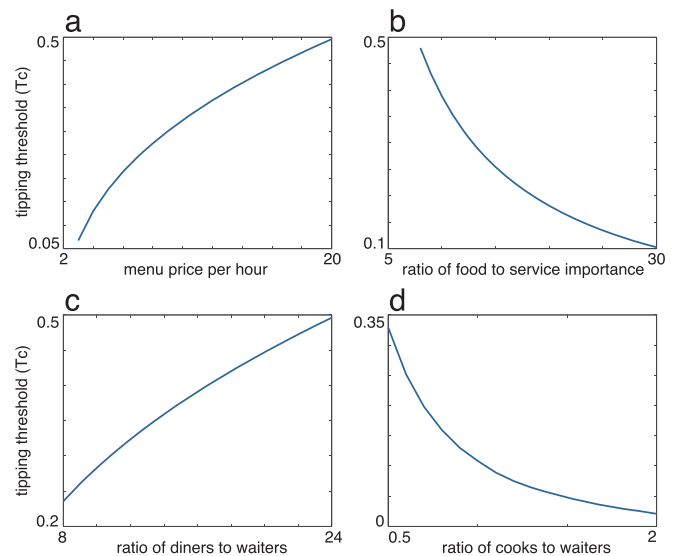 a
0.5
tipping threshold (Tc)
0.05
2
menu price per hour
20
b
0.5
0.1
5
ratio of food to service importance
30
c
0.5
tipping threshold (Tc)
0.2
8
ratio of diners to waiters
24
d
0.35
0
0.5
ratio of cooks to waiters
2